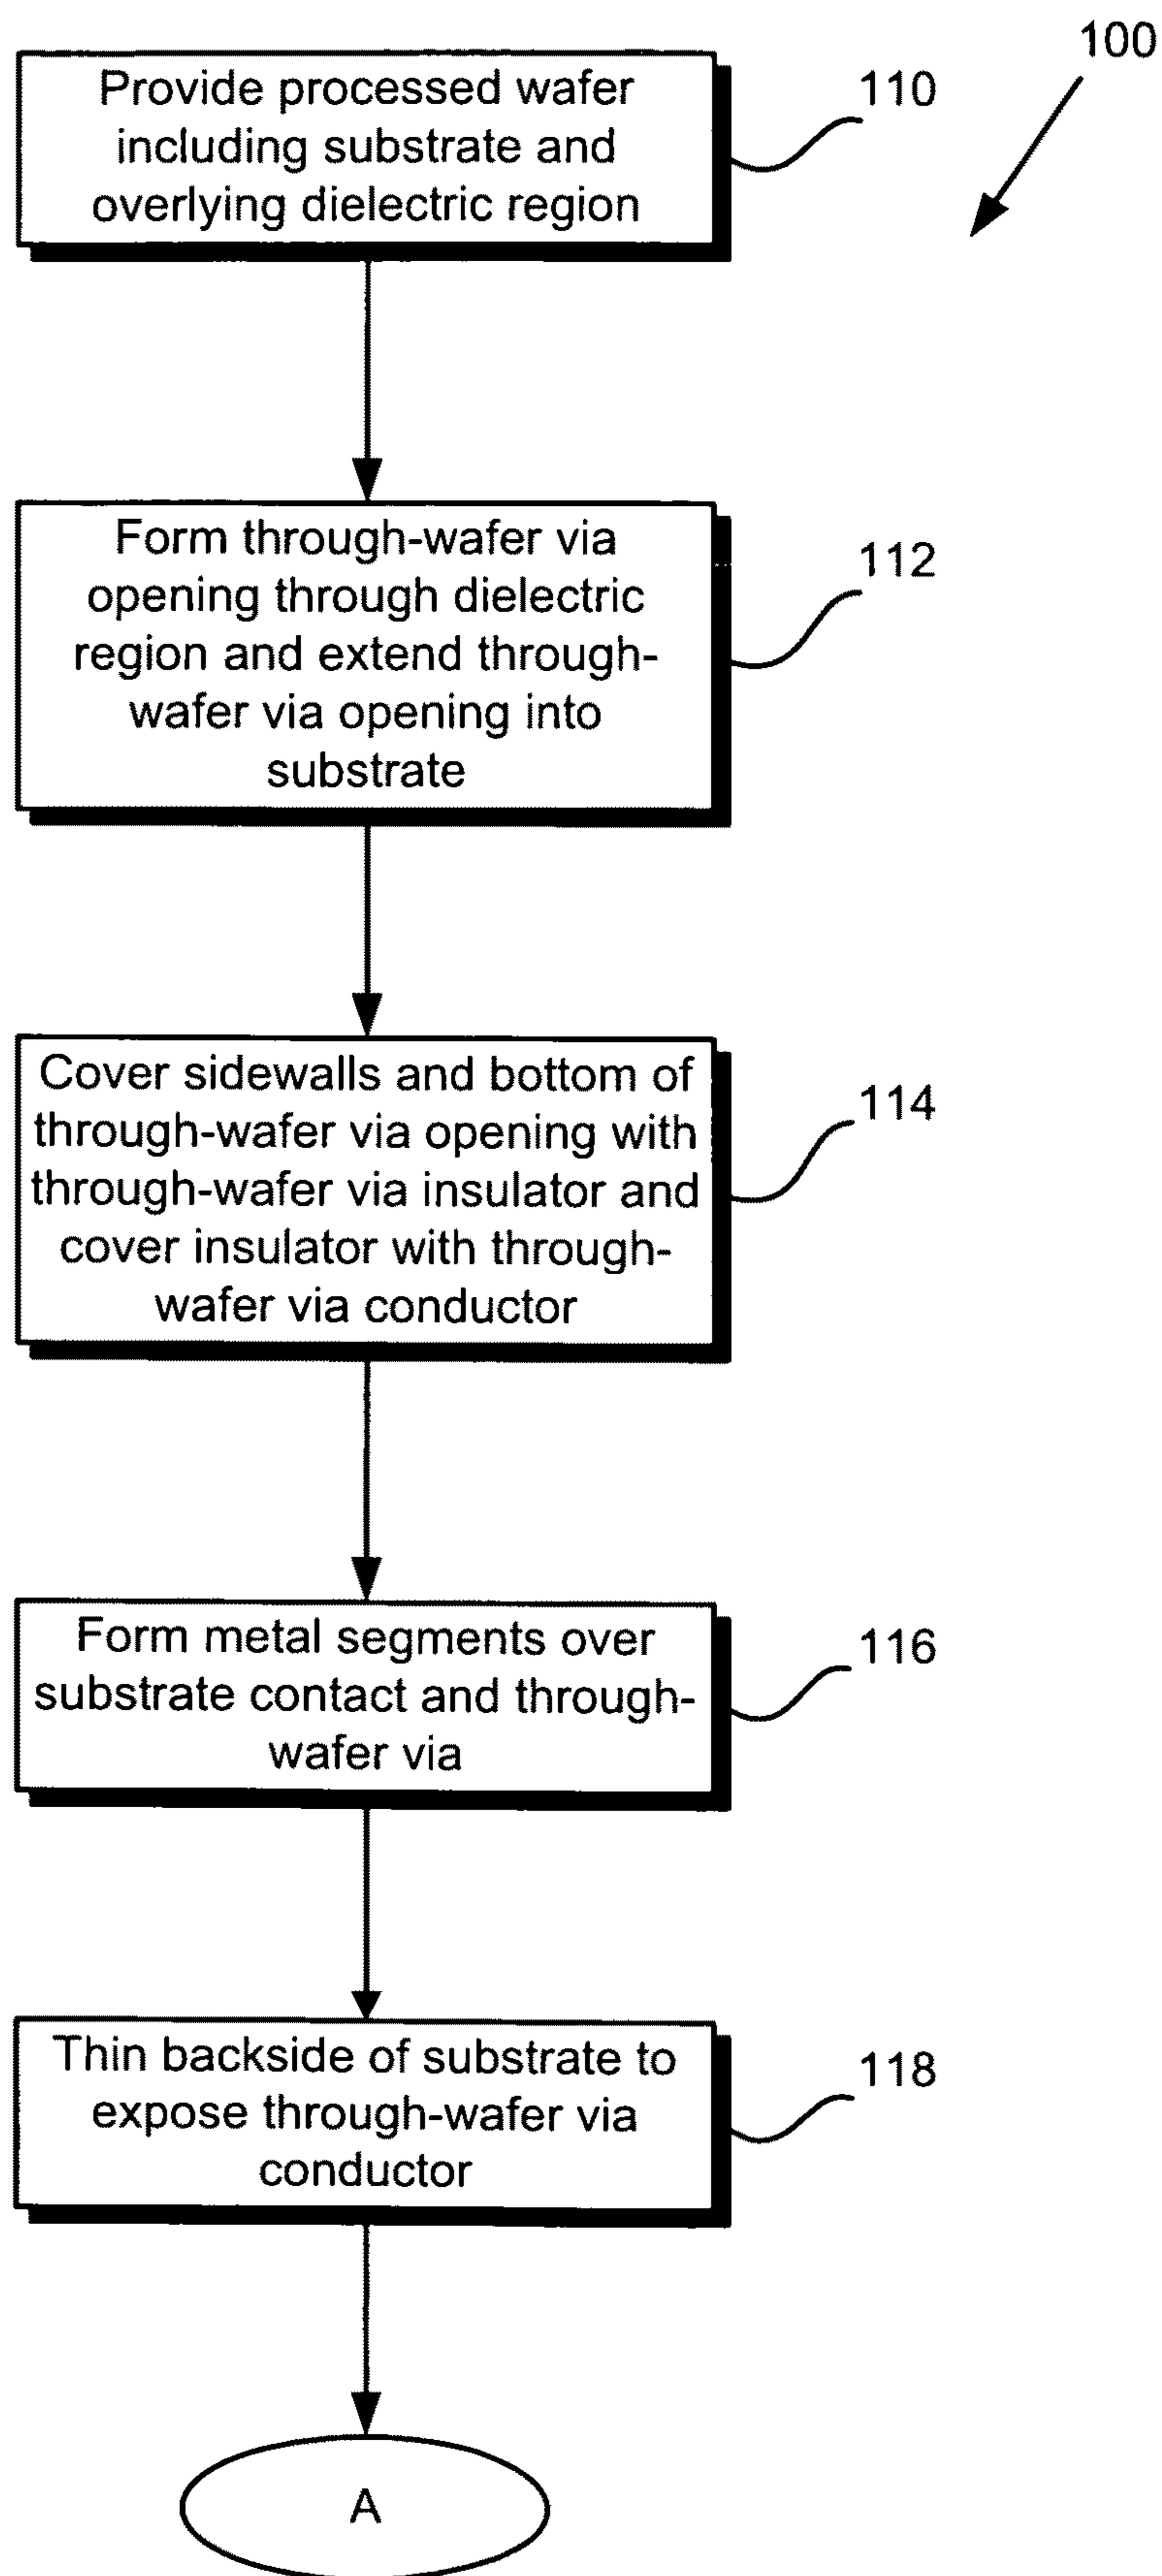 100
Provide processed wafer
including substrate and
overlying dielectric region
110
Form through-wafer via
opening through dielectric
region and extend through-
wafer via opening into
substrate
112
Cover sidewalls and bottom of
through-wafer via opening with
through-wafer via insulator and
cover insulator with through-
wafer via conductor
114
Form metal segments over
substrate contact and through-
wafer via
116
Thin backside of substrate to
expose through-wafer via
conductor
118
A